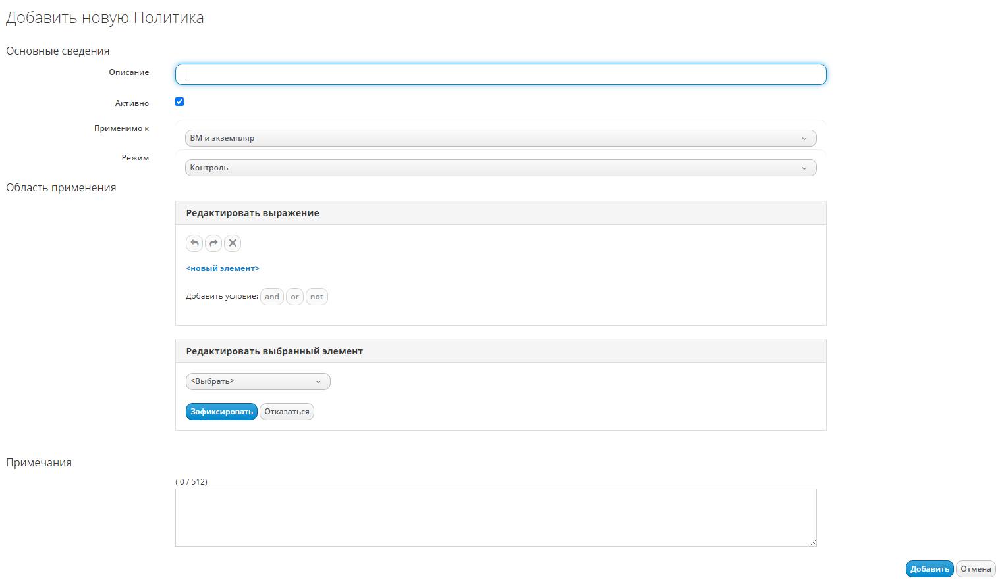 Добавить новую Политика
Основные сведения
Описание
Активно
Применимо к
ВМ и экземпляр
Режим
Контроль
Область применения
Редактировать выражение
<новый элемент>
Добавить условие: and or not
Редактировать выбранный элемент
<Выбрать>
Зафиксировать Отказаться
Примечания
( 0 / 512)
Добавить Отмена